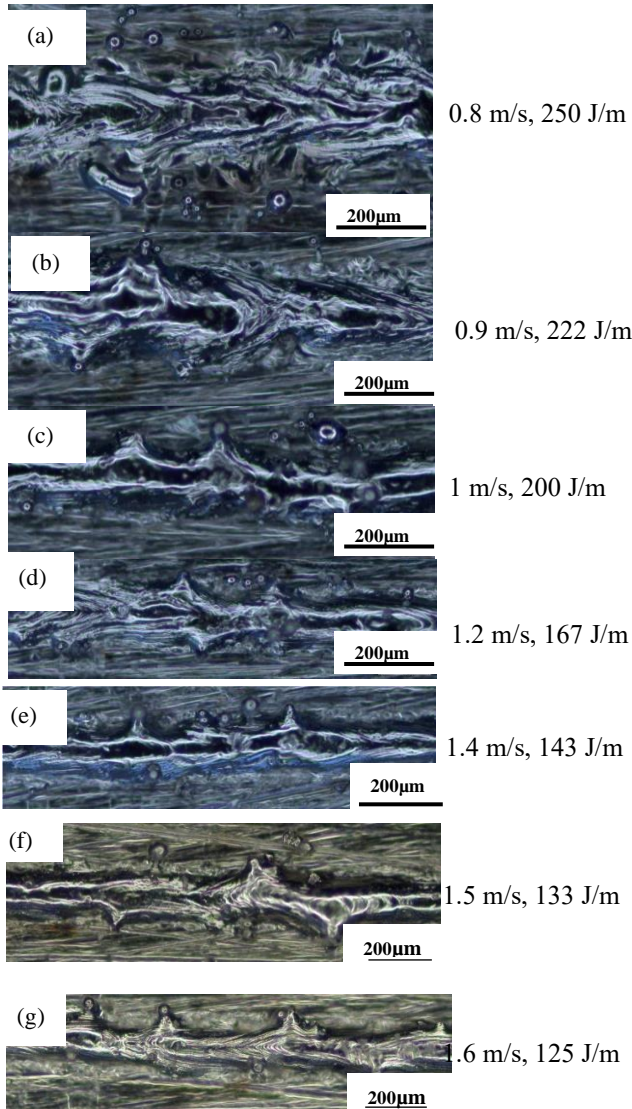 (a)
0.8 m/s, 250 J/m
200μm
(b)
0.9 m/s, 222 J/m
200μm
(c)
1 m/s, 200 J/m
200μm
(d)
1.2 m/s, 167 J/m
200μm
(e)
1.4 m/s, 143 J/m
200μm
(f)
1.5 m/s, 133 J/m
200μm
(g)
1.6 m/s, 125 J/m
200μm